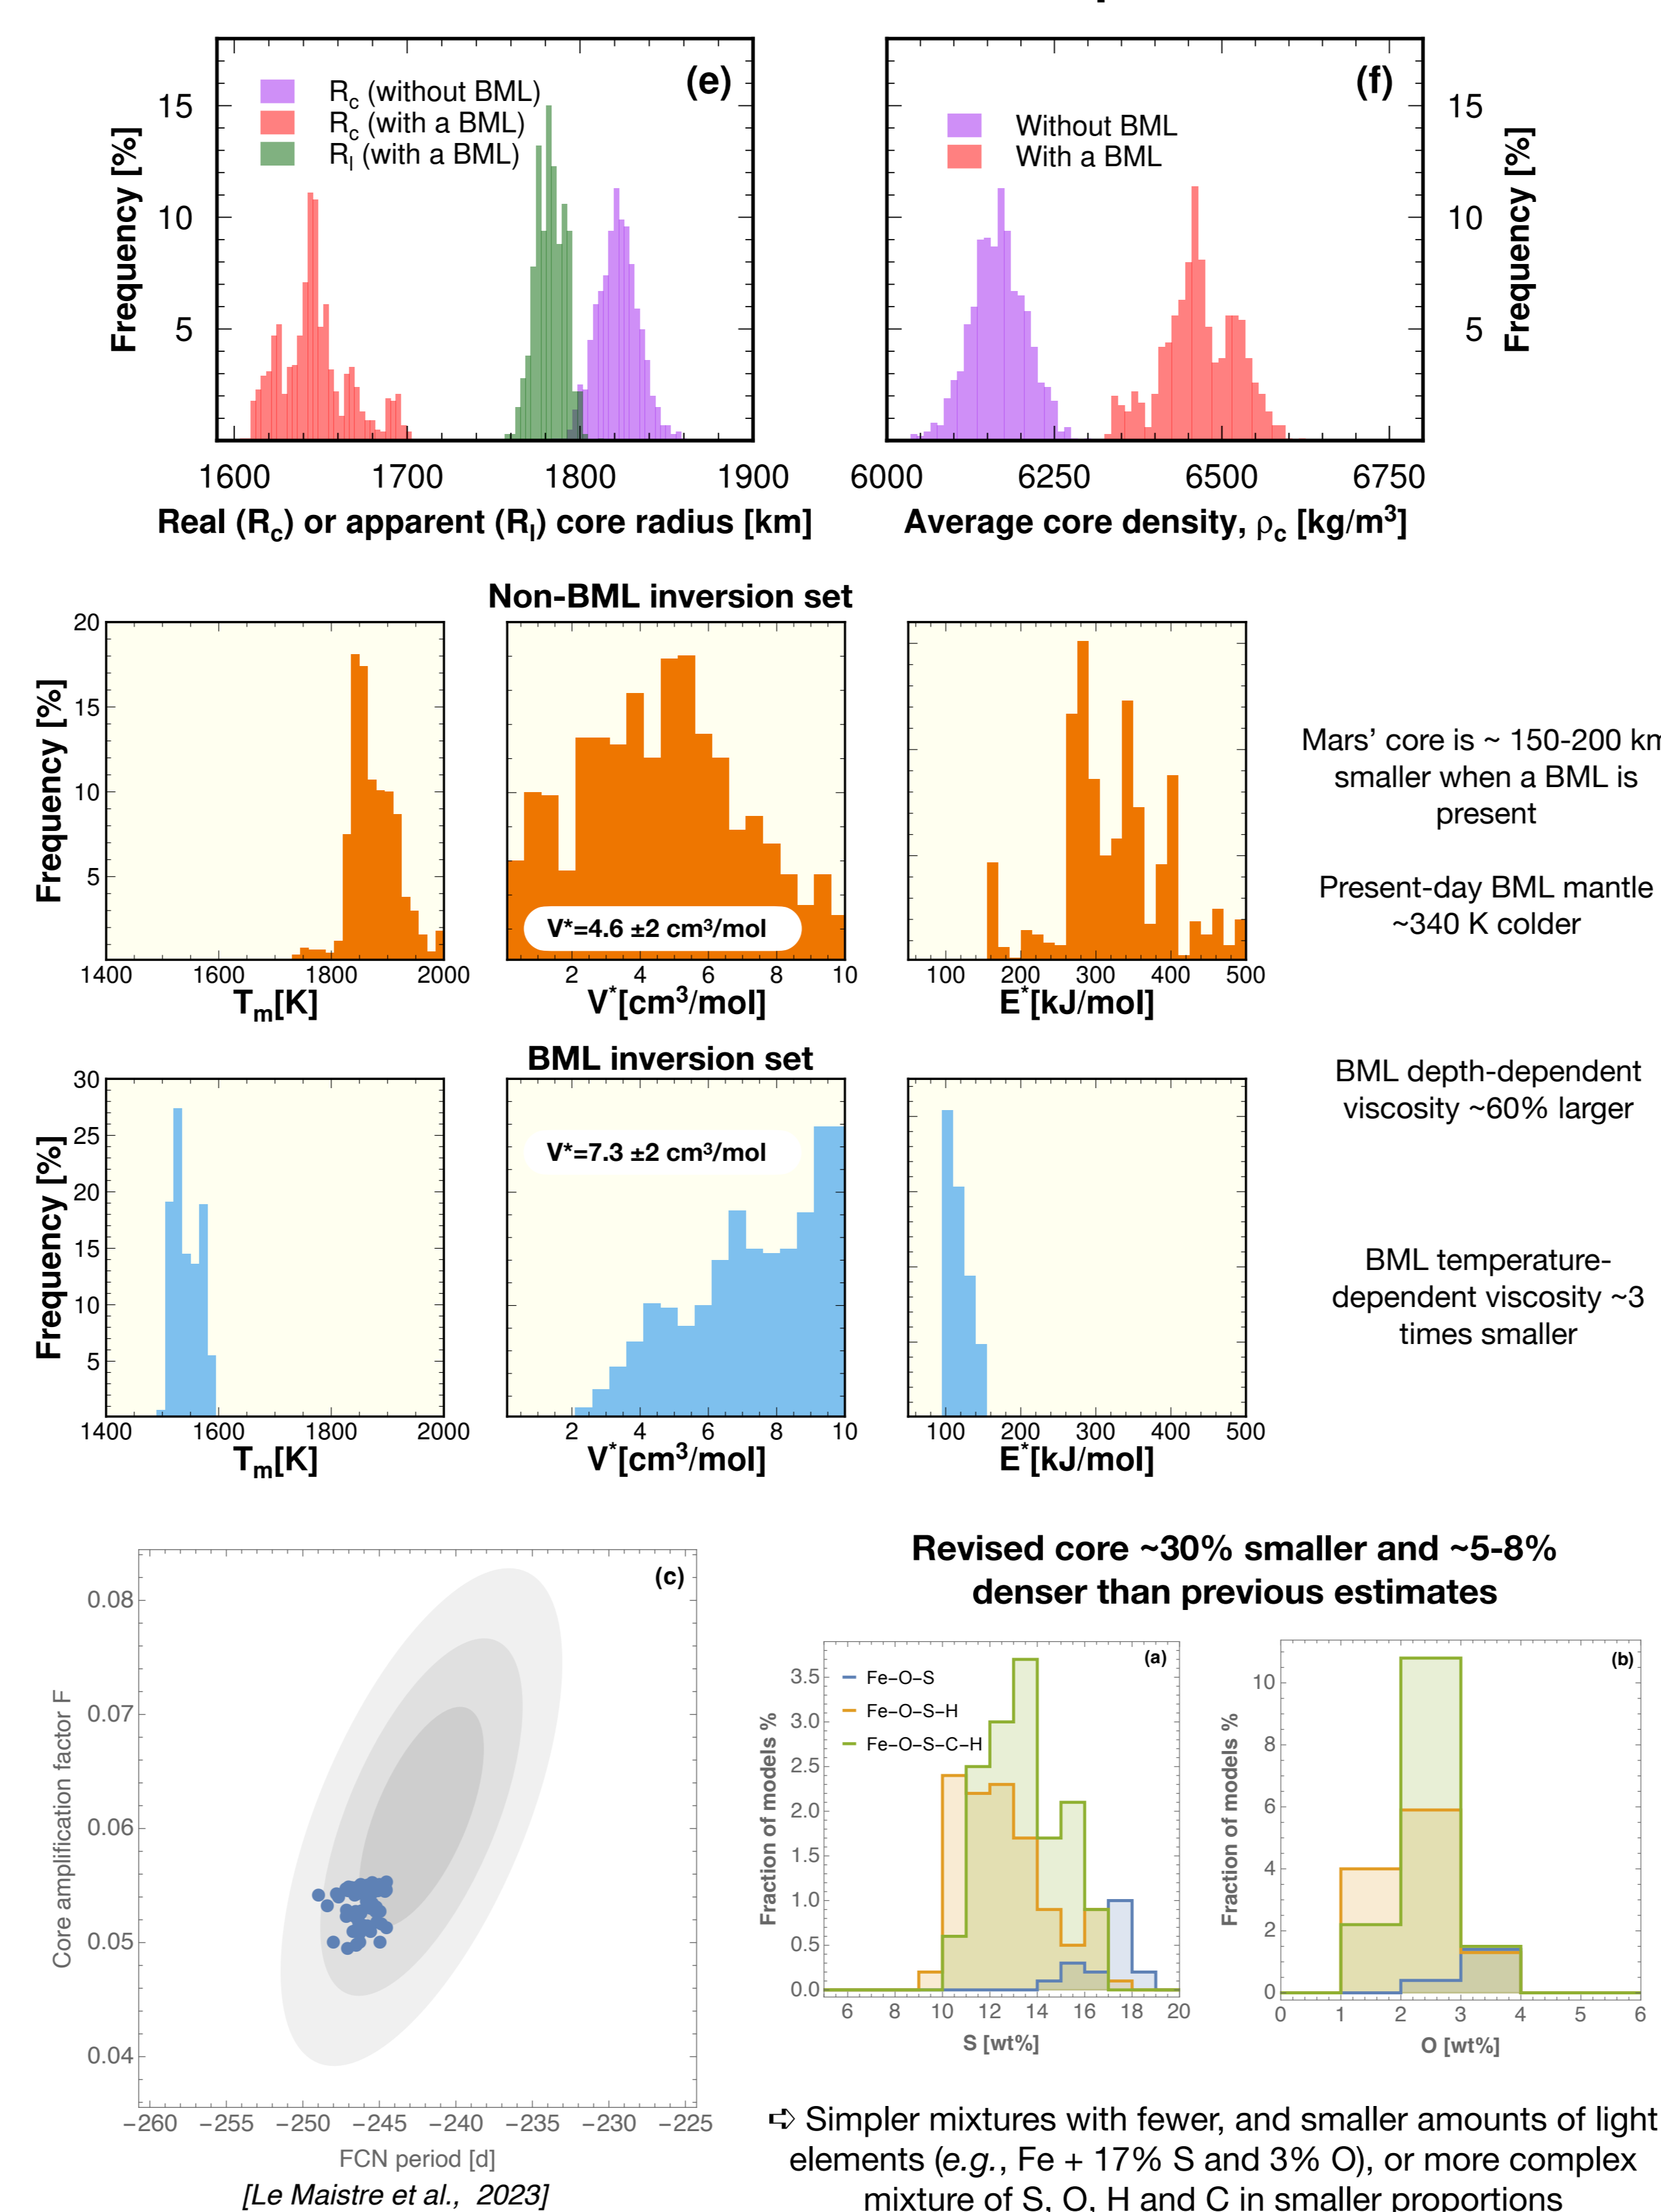 (e)
R_c (without BML)
R_c (with a BML)
R_l (with a BML)
Frequency [%]
15
10
5
1600 1700 1800 1900
Real (R_c) or apparent (R_l) core radius [km]
(f)
Without BML
With a BML
15
10
5
Frequency [%]
6000 6250 6500 6750
Average core density, ρ_c [kg/m³]
Non-BML inversion set
Frequency [%]
20
15
10
5
1400 1600 1800 2000
T_m[K]
V*=4.6 ±2 cm³/mol
2 4 6 8 10
V*[cm³/mol]
100 200 300 400 500
E*[kJ/mol]
Mars’ core is ~ 150-200 km
smaller when a BML is
present
Present-day BML mantle
~340 K colder
BML inversion set
Frequency [%]
30
25
20
15
10
5
1400 1600 1800 2000
T_m[K]
V*=7.3 ±2 cm³/mol
2 4 6 8 10
V*[cm³/mol]
100 200 300 400 500
E*[kJ/mol]
BML depth-dependent
viscosity ~60% larger
BML temperature-
dependent viscosity ~3
times smaller
(c)
Core amplification factor F
0.08
0.07
0.06
0.05
0.04
−260 −255 −250 −245 −240 −235 −230 −225
FCN period [d]
[Le Maistre et al., 2023]
Revised core ~30% smaller and ~5-8%
denser than previous estimates
(a)
Fe−O−S
Fe−O−S−H
Fe−O−S−C−H
Fraction of models %
3.5
3.0
2.5
2.0
1.5
1.0
0.5
0.0
6 8 10 12 14 16 18 20
S [wt%]
(b)
Fraction of models %
10
8
6
4
2
0
0 1 2 3 4 5 6
O [wt%]
➪ Simpler mixtures with fewer, and smaller amounts of light
elements (e.g., Fe + 17% S and 3% O), or more complex
mixture of S, O, H and C in smaller proportions